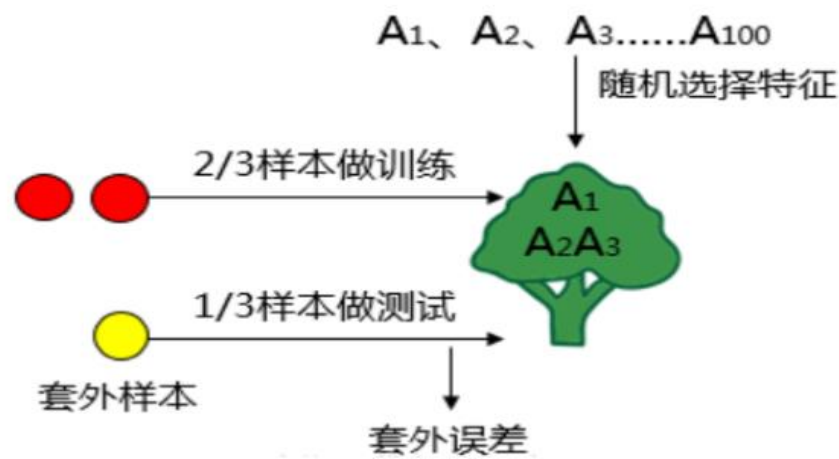 A1、A2、A3......A100
随机选择特征
2/3样本做训练
A1
A2A3
1/3样本做测试
套外样本
套外误差